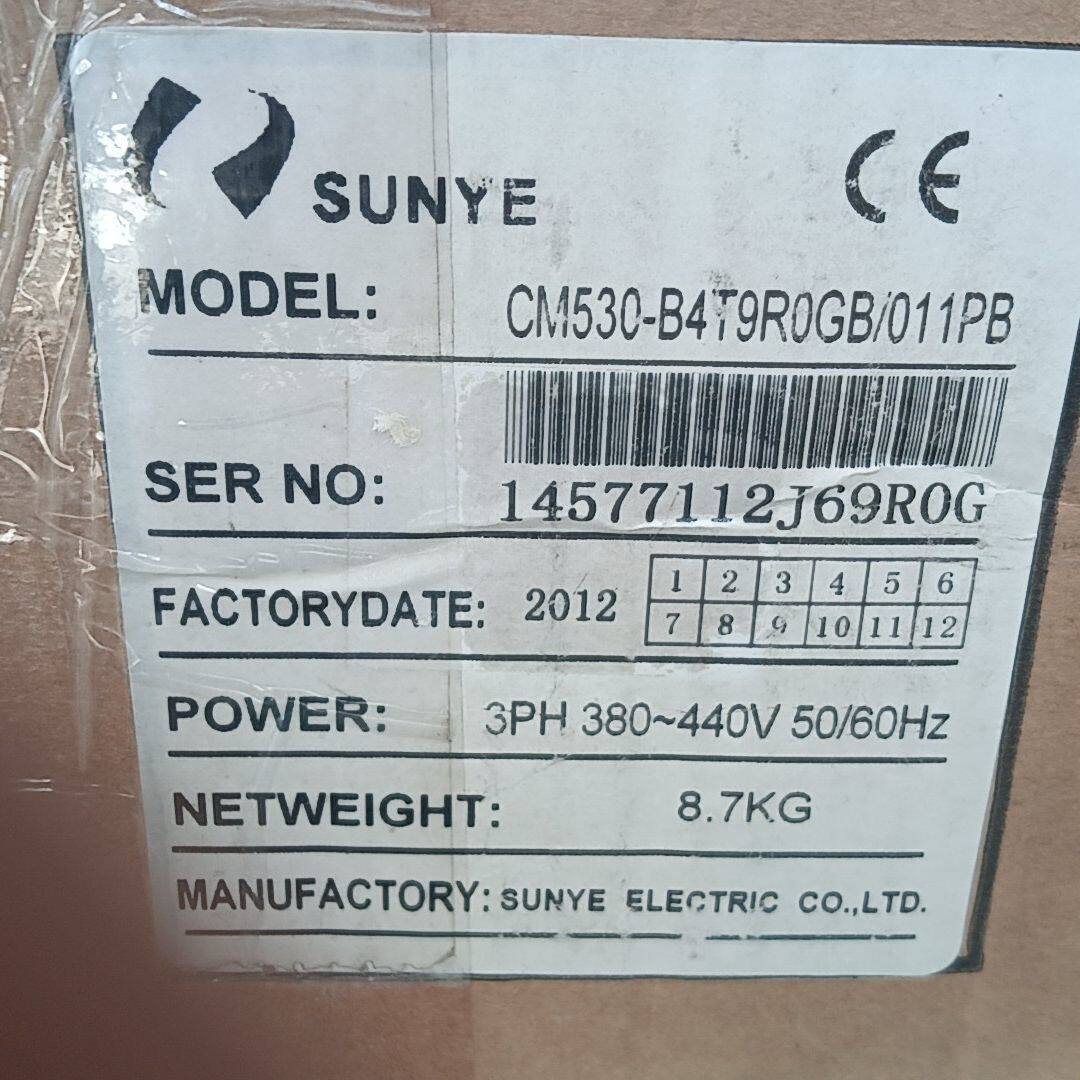 SUNYE
CE
MODEL: CM530-B4T9R0GB/011PB
SER NO: 14577112J69R0G
FACTORYDATE: 2012
1 2 3 4 5 6
7 8 9 10 11 12
POWER: 3PH 380~440V 50/60Hz
NETWEIGHT: 8.7KG
MANUFACTORY: SUNYE ELECTRIC CO.,LTD.